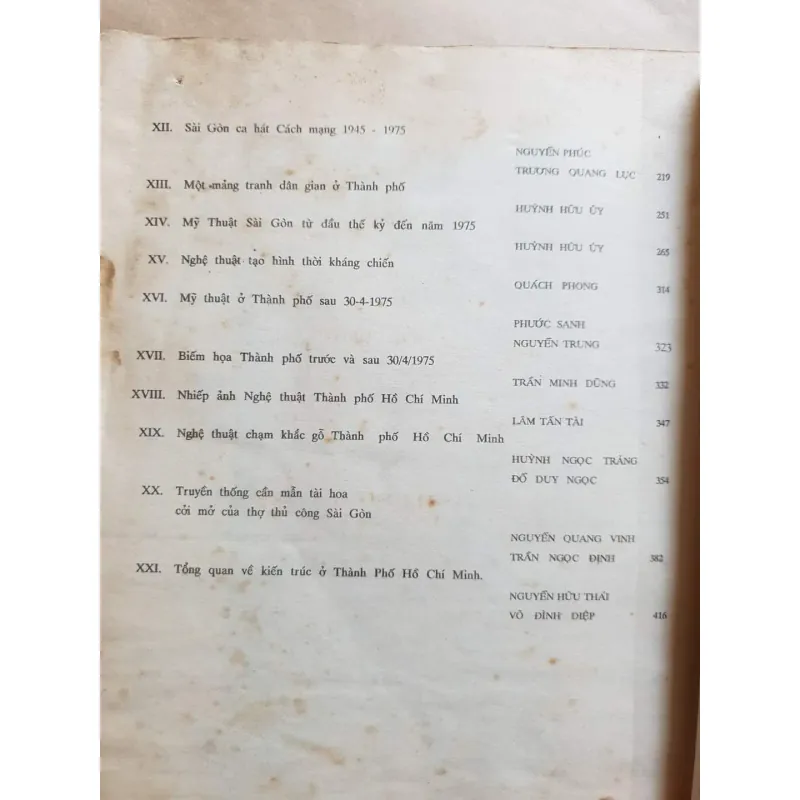 XII. Sài Gòn ca hát Cách mạng 1945 - 1975
NGUYỄN PHÚC
TRƯƠNG QUANG LỤC 219
XIII. Một mảng tranh dân gian ở Thành phố
HUỲNH HỮU ỦY 251
XIV. Mỹ Thuật Sài Gòn từ đầu thế kỷ đến năm 1975
HUỲNH HỮU ỦY 265
XV. Nghệ thuật tạo hình thời kháng chiến
QUÁCH PHONG 314
XVI. Mỹ thuật ở Thành phố sau 30-4-1975
PHƯỚC SANH
NGUYỄN TRUNG 323
XVII. Biếm họa Thành phố trước và sau 30/4/1975
TRẦN MINH DŨNG 332
XVIII. Nhiếp ảnh Nghệ thuật Thành phố Hồ Chí Minh
LÂM TẤN TÀI 347
XIX. Nghệ thuật chạm khắc gỗ Thành phố Hồ Chí Minh
HUỲNH NGỌC TRẢNG
ĐỖ DUY NGỌC 354
XX. Truyền thống cần mẫn tài hoa
cởi mở của thợ thủ công Sài Gòn
NGUYỄN QUANG VINH
TRẦN NGỌC ĐỊNH 382
XXI. Tổng quan về kiến trúc ở Thành Phố Hồ Chí Minh.
NGUYỄN HỮU THÁI
VÕ ĐÌNH DIỆP 416